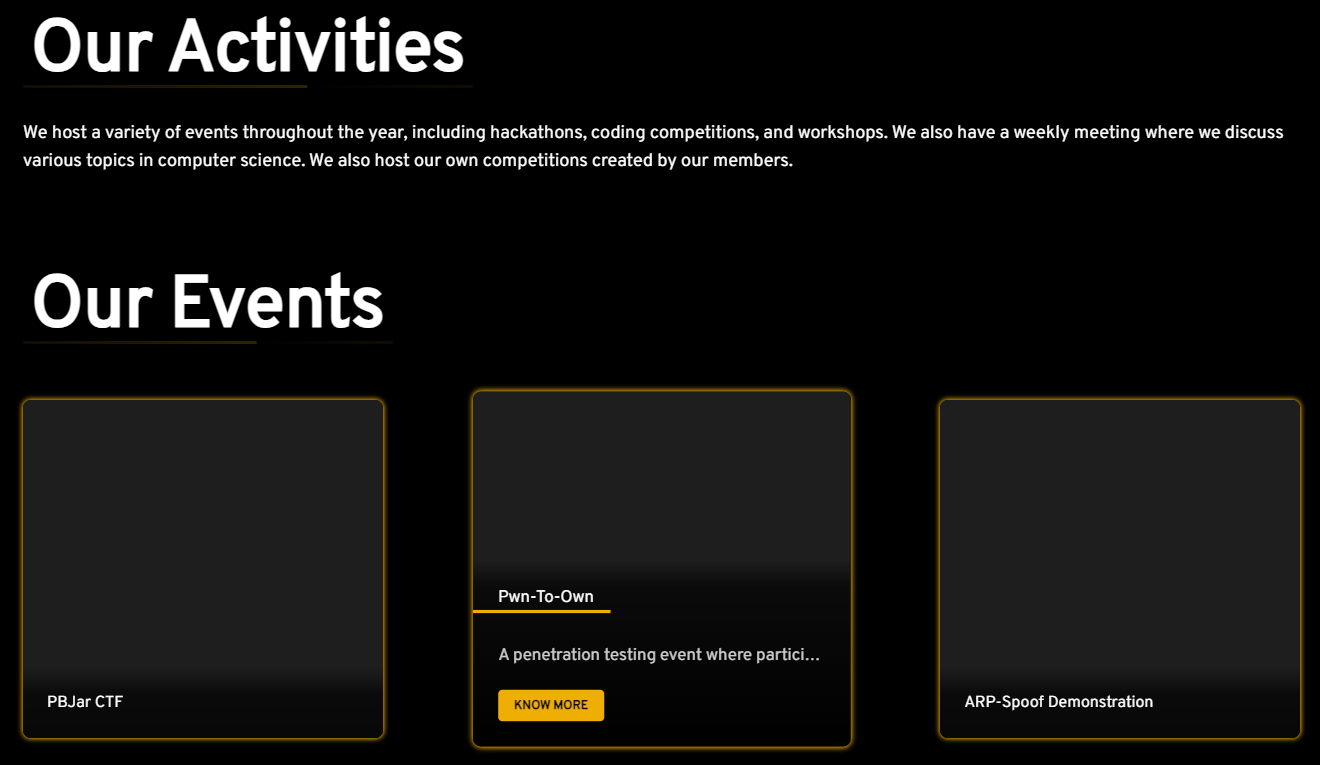 Our Activities
We host a variety of events throughout the year, including hackathons, coding competitions, and workshops. We also have a weekly meeting where we discuss
various topics in computer science. We also host our own competitions created by our members.
Our Events
PBJar CTF
Pwn-To-Own
A penetration testing event where partici...
KNOW MORE
ARP-Spoof Demonstration